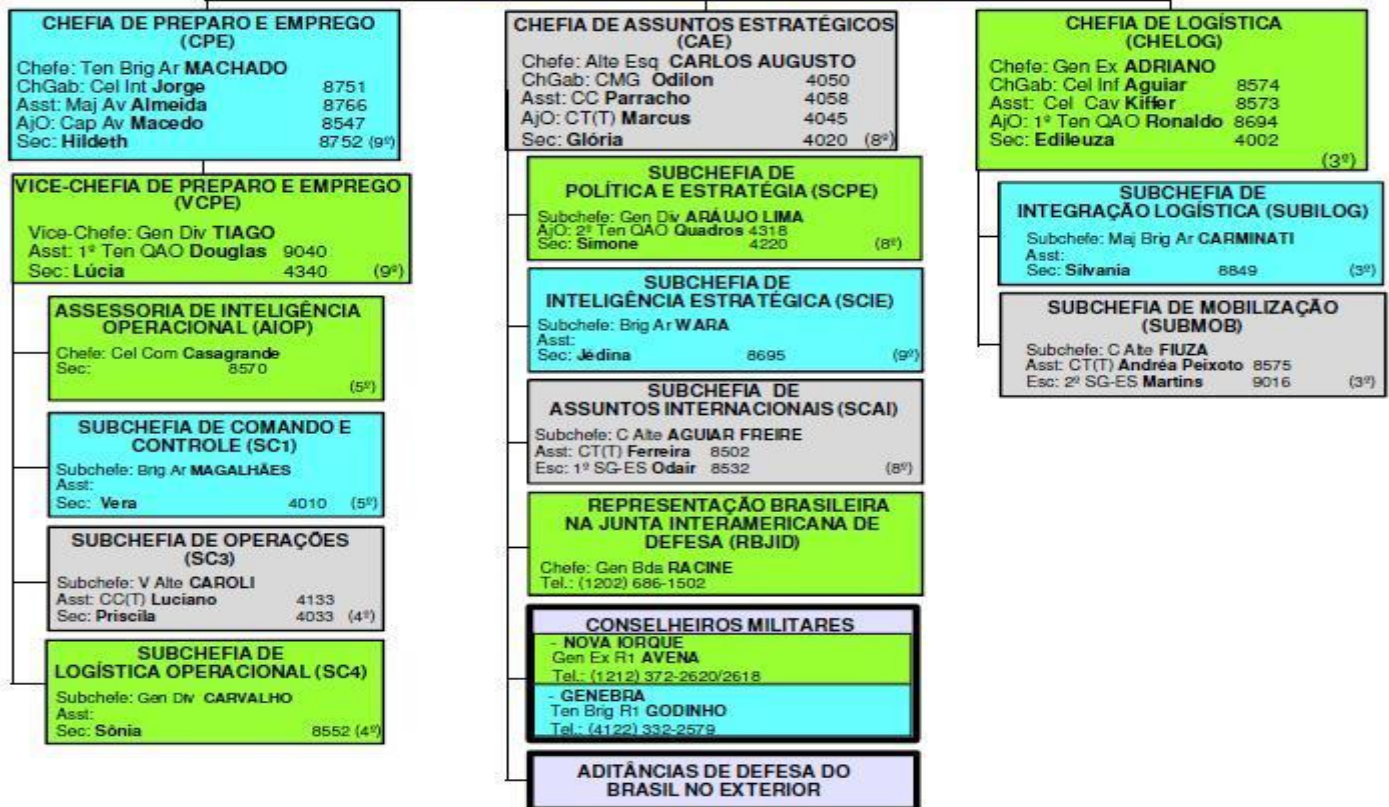 CHEFIA DE PREPARO E EMPREGO
(CPE)
Chefe: Ten Brig Ar MACHADO
ChGab: Cel Int Jorge 8751
Asst: Maj Av Almeida 8766
AjO: Cap Av Macedo 8547
Sec: Hildeth 8752 (9º)
VICE-CHEFIA DE PREPARO E EMPREGO
(VCPE)
Vice-Chefe: Gen Div TIAGO
Asst: 1º Ten QAO Douglas 9040
Sec: Lúcia 4340 (9º)
ASSESSORIA DE INTELIGÊNCIA
OPERACIONAL (AIOP)
Chefe: Cel Com Casagrande
Sec: 8570
(5º)
SUBCHEFIA DE COMANDO E
CONTROLE (SC1)
Subchefe: Brig Ar MAGALHÃES
Asst:
Sec: Vera 4010 (5º)
SUBCHEFIA DE OPERAÇÕES
(SC3)
Subchefe: V Alte CAROLI
Asst: CC(T) Luciano 4133
Sec: Priscila 4033 (4º)
SUBCHEFIA DE
LOGÍSTICA OPERACIONAL (SC4)
Subchefe: Gen Div CARVALHO
Asst:
Sec: Sônia 8552 (4º)
CHEFIA DE ASSUNTOS ESTRATÉGICOS
(CAE)
Chefe: Alte Esq CARLOS AUGUSTO
ChGab: CMG Odilon 4050
Asst: CC Parracho 4058
AjO: CT(T) Marcus 4045
Sec: Glória 4020 (8º)
SUBCHEFIA DE
POLÍTICA E ESTRATÉGIA (SCPE)
Subchefe: Gen Div ARAÚJO LIMA
AjO: 2º Ten QAO Quadros 4318
Sec: Simone 4220 (8º)
SUBCHEFIA DE
INTELIGÊNCIA ESTRATÉGICA (SCIE)
Subchefe: Brig Ar WARA
Asst:
Sec: Jédina 8695 (9º)
SUBCHEFIA DE
ASSUNTOS INTERNACIONAIS (SCAI)
Subchefe: C Alte AGUIAR FREIRE
Asst: CT(T) Ferreira 8502
Esc: 1º SG-ES Odair 8532 (8º)
REPRESENTAÇÃO BRASILEIRA
NA JUNTA INTERAMERICANA DE
DEFESA (RBJID)
Chefe: Gen Bda RACINE
Tel.: (1202) 686-1502
CONSELHEIROS MILITARES
- NOVA IORQUE
Gen Ex R1 AVENA
Tel.: (1212) 372-2620/2618
- GENEBRA
Ten Brig R1 GODINHO
Tel.: (4122) 332-2579
ADITÂNCIAS DE DEFESA DO
BRASIL NO EXTERIOR
CHEFIA DE LOGÍSTICA
(CHELOG)
Chefe: Gen Ex ADRIANO
ChGab: Cel Inf Aguiar 8574
Asst: Cel Cav Kiffer 8573
AjO: 1º Ten QAO Ronaldo 8694
Sec: Edileuza 4002
(3º)
SUBCHEFIA DE
INTEGRAÇÃO LOGÍSTICA (SUBILOG)
Subchefe: Maj Brig Ar CARMINATI
Asst:
Sec: Silvania 8849 (3º)
SUBCHEFIA DE MOBILIZAÇÃO
(SUBMOB)
Subchefe: C Alte FIUZA
Asst: CT(T) Andréa Peixoto 8575
Esc: 2º SG-ES Martins 9016 (3º)